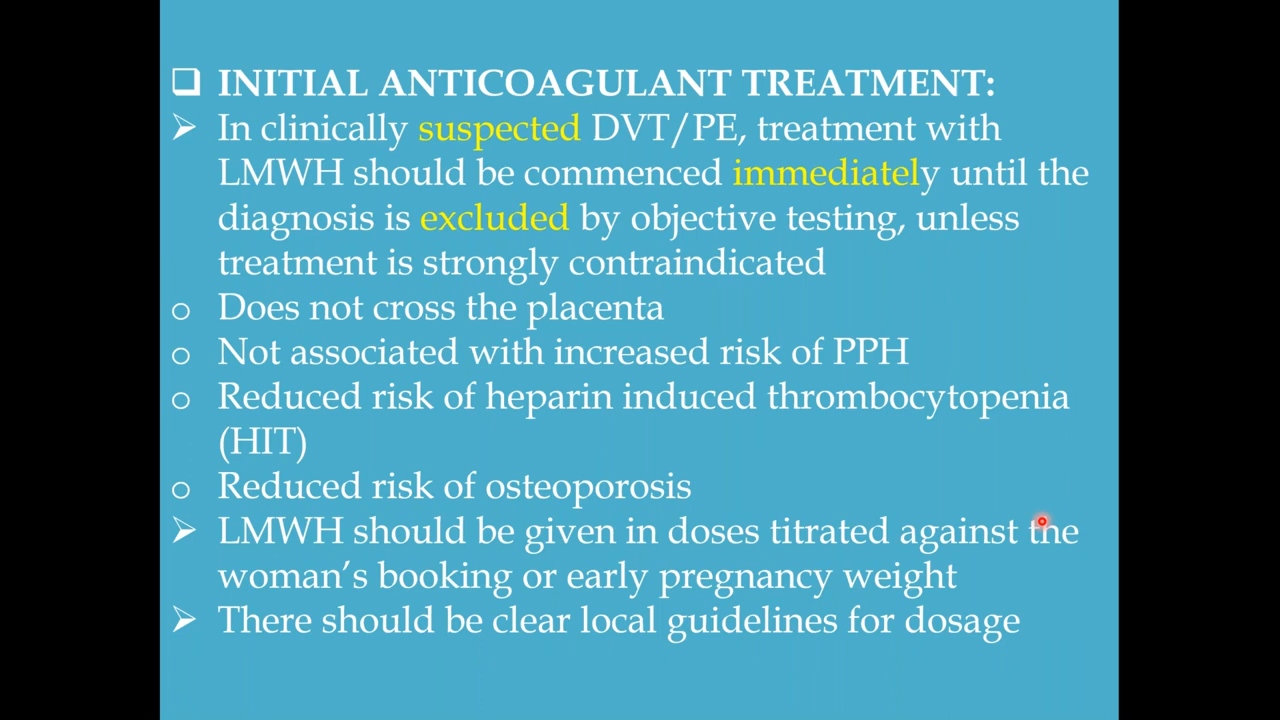 ❑ INITIAL ANTICOAGULANT TREATMENT:
➢ In clinically suspected DVT/PE, treatment with
LMWH should be commenced immediately until the
diagnosis is excluded by objective testing, unless
treatment is strongly contraindicated
o Does not cross the placenta
o Not associated with increased risk of PPH
o Reduced risk of heparin induced thrombocytopenia
(HIT)
o Reduced risk of osteoporosis
➢ LMWH should be given in doses titrated against the
woman’s booking or early pregnancy weight
➢ There should be clear local guidelines for dosage